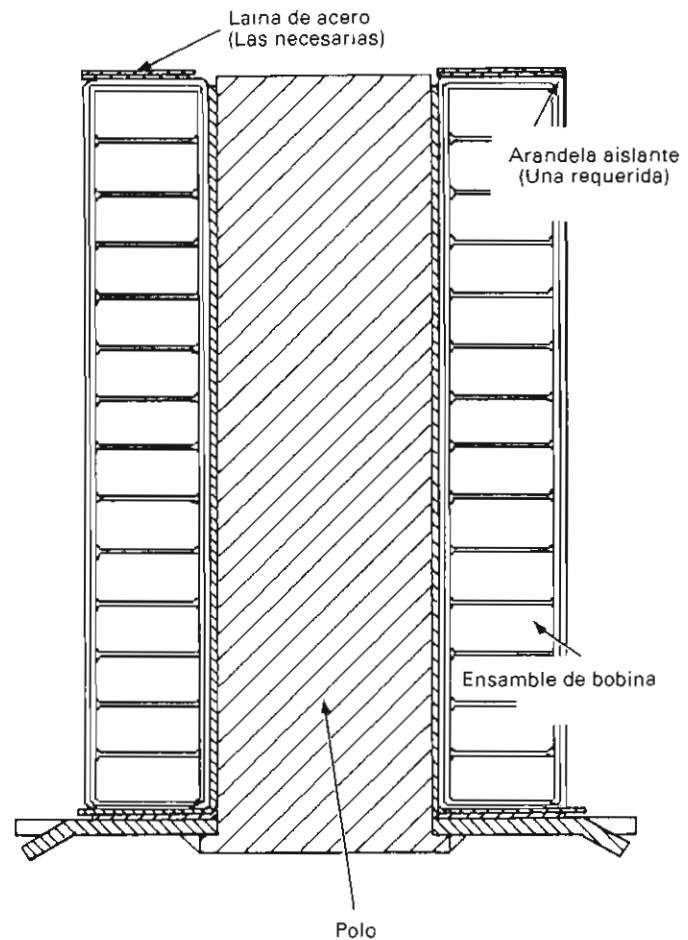 Laina de acero
(Las necesarias)
Arandela aislante
(Una requerida)
Ensamble de bobina
Polo